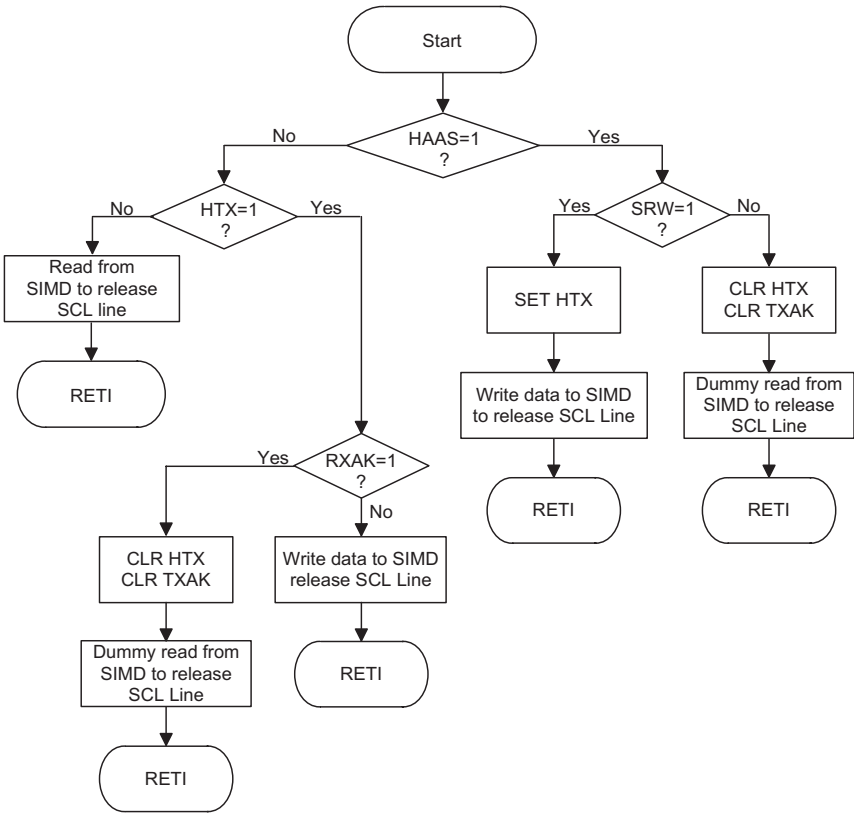 Start
No
HAAS=1
?
Yes
No
HTX=1
?
Yes
Yes
SRW=1
?
No
Read from
SIMD to release
SCL line
SET HTX
CLR HTX
CLR TXAK
RETI
Write data to SIMD
to release SCL Line
Dummy read from
SIMD to release
SCL Line
Yes
RXAK=1
?
No
RETI
RETI
CLR HTX
CLR TXAK
Write data to SIMD
release SCL Line
Dummy read from
SIMD to release
SCL Line
RETI
RETI